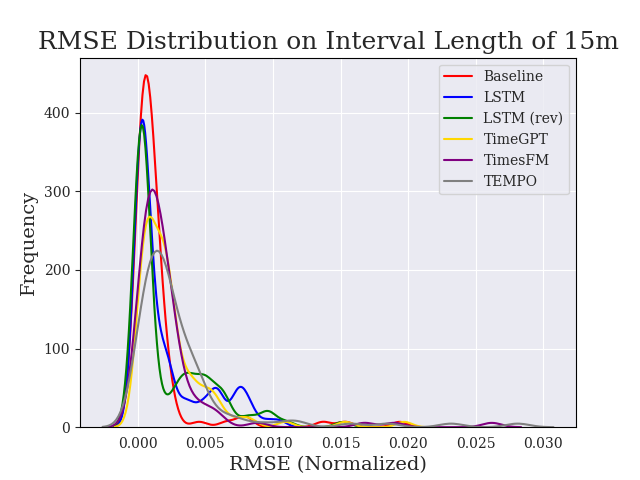 RMSE Distribution on Interval Length of 15m
Frequency
400
300
200
100
0
Baseline
LSTM
LSTM (rev)
TimeGPT
TimesFM
TEMPO
0.000 0.005 0.010 0.015 0.020 0.025 0.030
RMSE (Normalized)